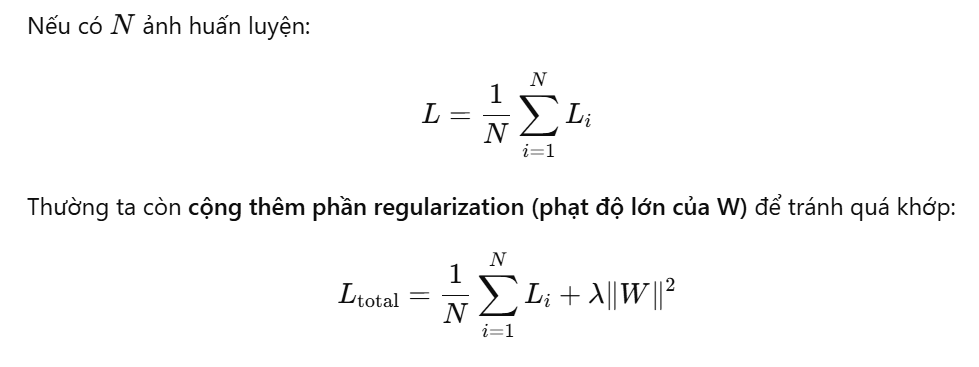 Nếu có N ảnh huấn luyện:
L = \frac{1}{N} \sum_{i=1}^{N} L_i
Thường ta còn cộng thêm phần regularization (phạt độ lớn của W) để tránh quá khớp:
L_{\text{total}} = \frac{1}{N} \sum_{i=1}^{N} L_i + λ‖W‖^2